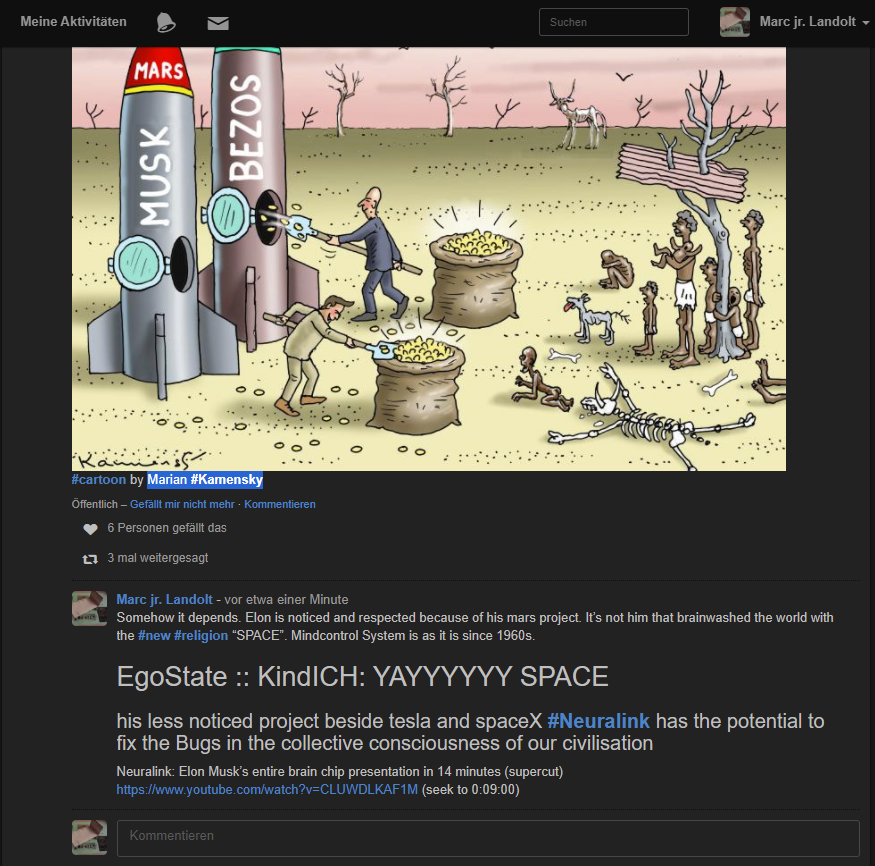 Meine Aktivitäten
Suchen
Marc jr. Landolt
MARS
MUSK
BEZOS
Kamensky
#cartoon by Marian #Kamensky
Öffentlich – Gefällt mir nicht mehr · Kommentieren
6 Personen gefällt das
3 mal weitergesagt
Marc jr. Landolt - vor etwa einer Minute
Somehow it depends. Elon is noticed and respected because of his mars project. It's not him that brainwashed the world with
the #new #religion “SPACE”. Mindcontrol System is as it is since 1960s.
EgoState :: KindICH: YAYYYYYY SPACE
his less noticed project beside tesla and spaceX #Neuralink has the potential to
fix the Bugs in the collective consciousness of our civilisation
Neuralink: Elon Musk's entire brain chip presentation in 14 minutes (supercut)
https://www.youtube.com/watch?v=CLUWDLKAF1M (seek to 0:09:00)
Kommentieren